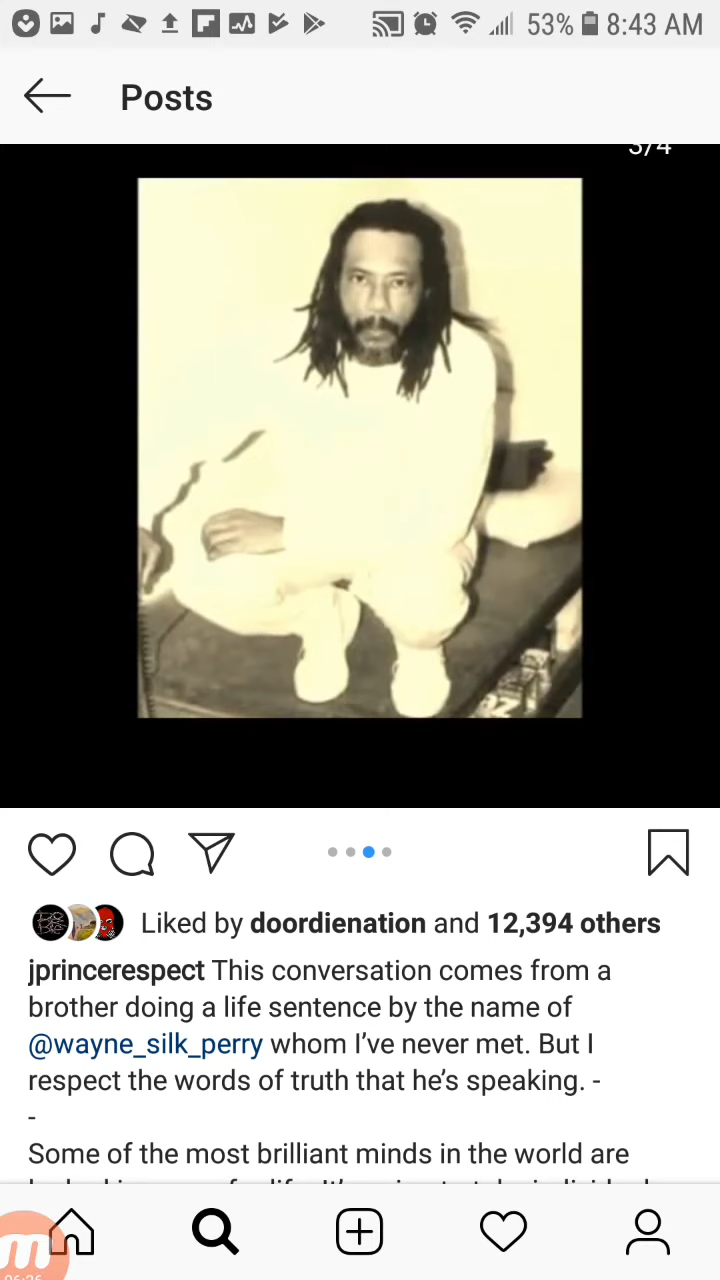 53% 8:43 AM
Posts
3/4
Liked by doordienation and 12,394 others
jprincerespect This conversation comes from a
brother doing a life sentence by the name of
@wayne_silk_perry whom I've never met. But I
respect the words of truth that he's speaking. -
-
Some of the most brilliant minds in the world are